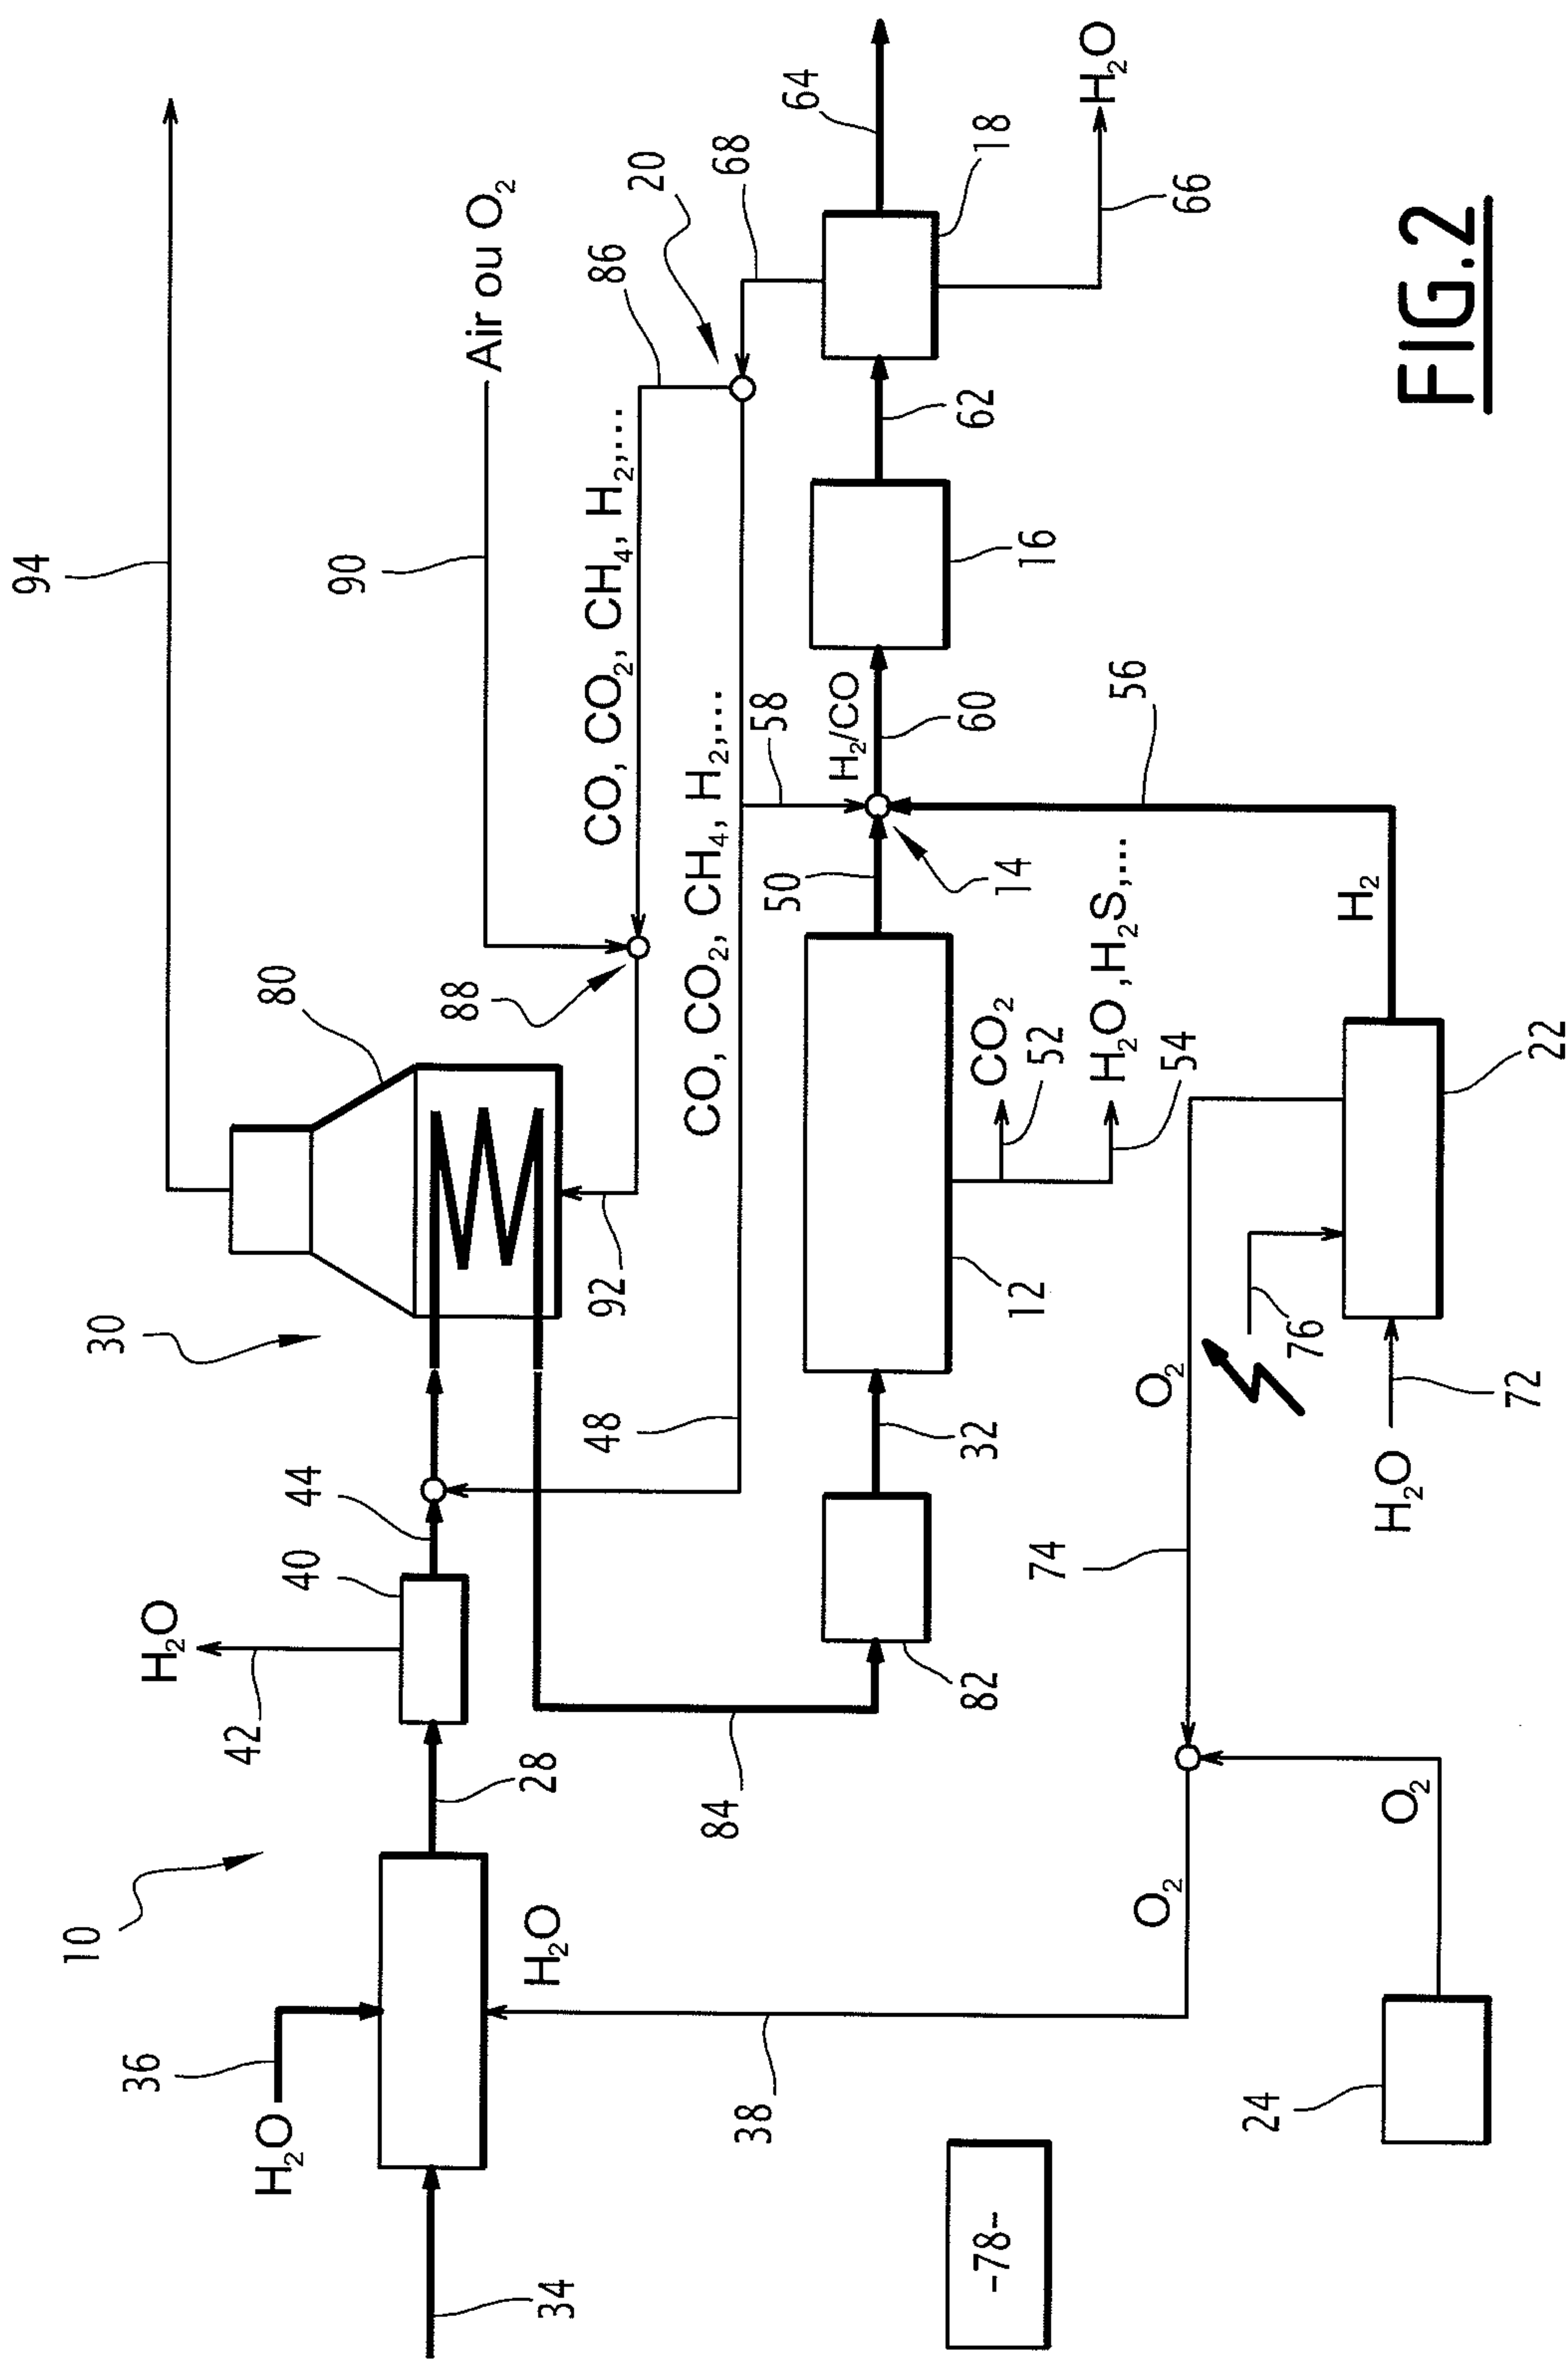 94
90
Air ou O2
64
H2O
68
20
86
18
66
CO, CO2, CH4, H2,...
62
16
80
88
CO, CO2, CH4, H2,...
58
H2/CO
60
56
50
14
30
92
CO2
52
H2O ,H2S,...
54
H2
12
22
44
48
32
O2
76
72
H2O
H2O
40
42
28
82
84
74
10
H2O
O2
O2
36
H2O
38
24
34
-78-
FIG.2